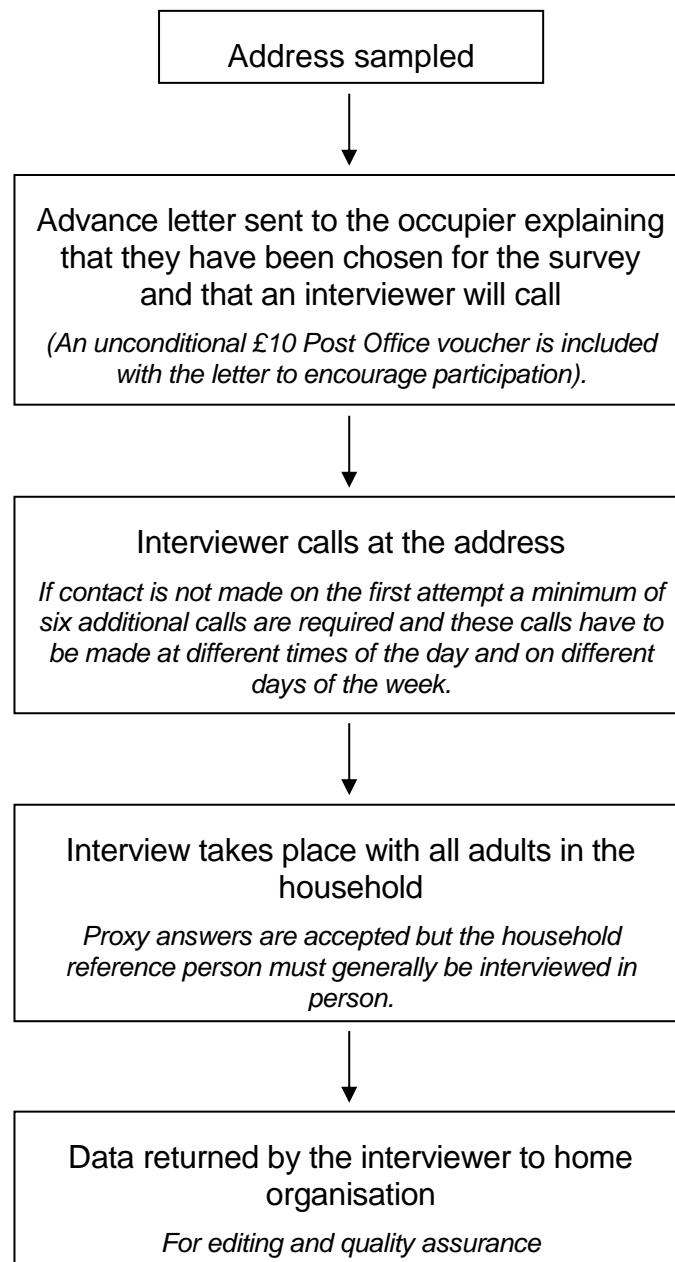 Address sampled
Advance letter sent to the occupier explaining
that they have been chosen for the survey
and that an interviewer will call
(An unconditional £10 Post Office voucher is included
with the letter to encourage participation).
Interviewer calls at the address
If contact is not made on the first attempt a minimum of
six additional calls are required and these calls have to
be made at different times of the day and on different
days of the week.
Interview takes place with all adults in the
household
Proxy answers are accepted but the household
reference person must generally be interviewed in
person.
Data returned by the interviewer to home
organisation
For editing and quality assurance